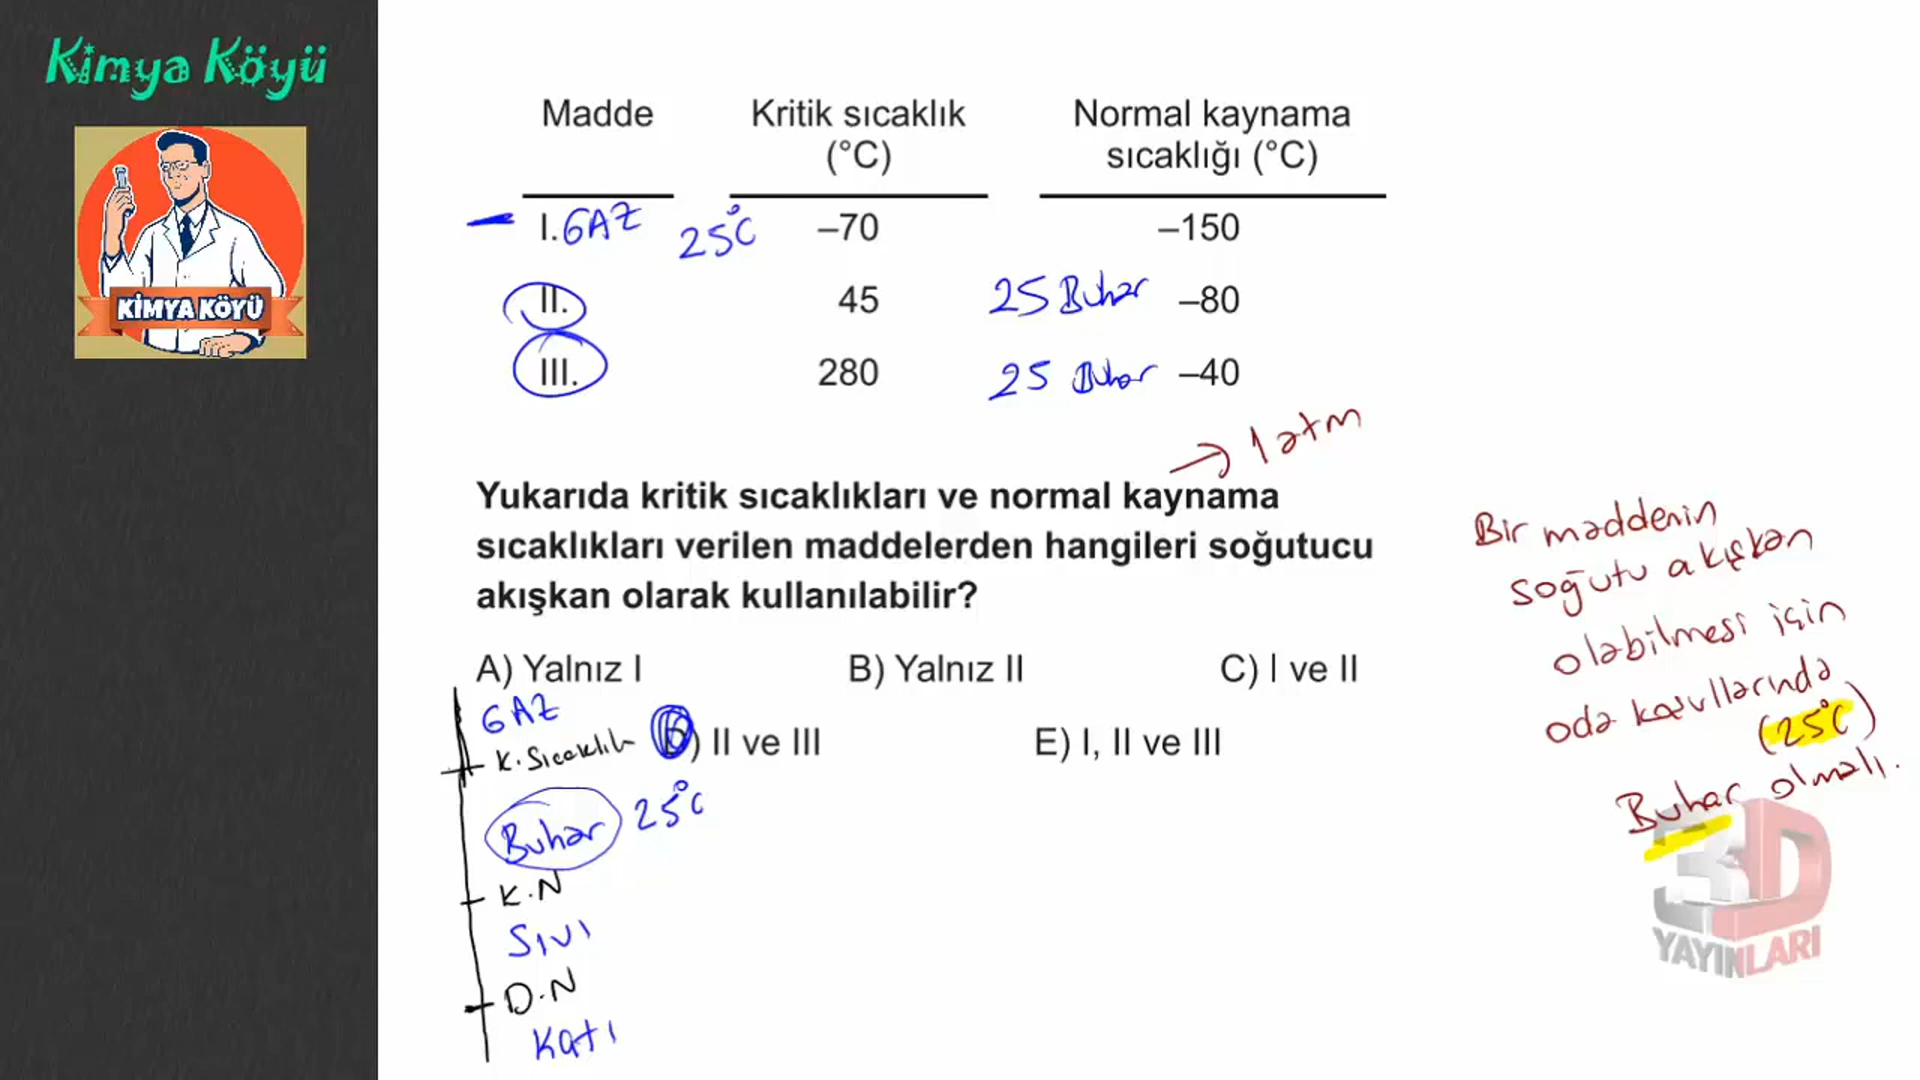 Kimya Köyü
KİMYA KÖYÜ
Madde Kritik sıcaklık (°C) Normal kaynama sıcaklığı (°C)
I. GAZ 25°C –70 –150
II. 45 25 Buhar –80
III. 280 25 Buhar –40
→ 1 atm
Yukarıda kritik sıcaklıkları ve normal kaynama
sıcaklıkları verilen maddelerden hangileri soğutucu
akışkan olarak kullanılabilir?
A) Yalnız I B) Yalnız II C) I ve II
D) II ve III E) I, II ve III
GAZ
K. Sıcaklık
Buhar 25°C
K.N
Sıvı
D.N
Katı
Bir maddenin
soğutu akışkan
olabilmesi için
oda koşullarında
(25°C)
Buhar olmalı.
3D
YAYINLARI